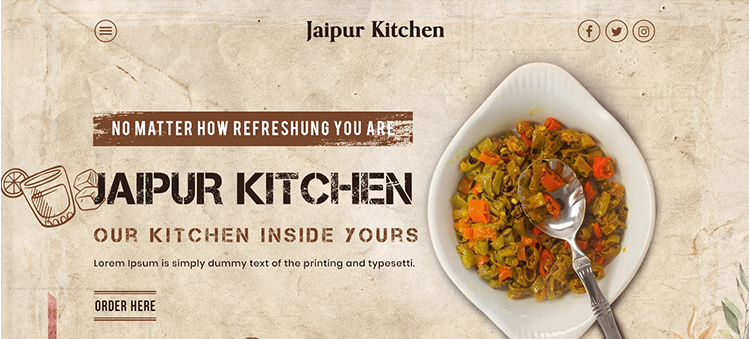 Jaipur Kitchen
NO MATTER HOW REFRESHUNG YOU ARE
JAIPUR KITCHEN
OUR KITCHEN INSIDE YOURS
Lorem Ipsum is simply dummy text of the printing and typesetti.
ORDER HERE